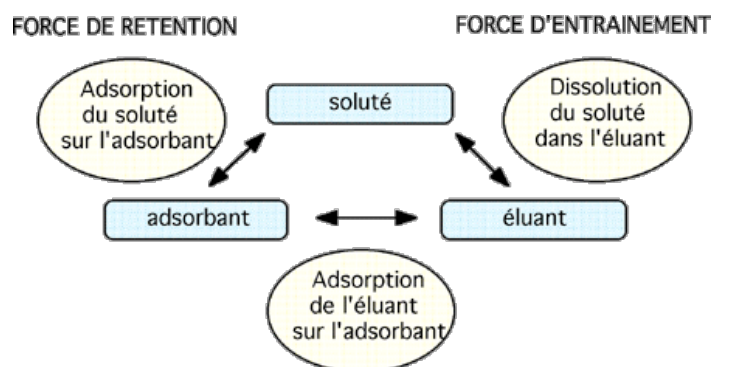 FORCE DE RETENTION
FORCE D'ENTRAINEMENT
Adsorption
du soluté
sur l'adsorbant
soluté
Dissolution
du soluté
dans l'éluant
adsorbant
éluant
Adsorption
de l'éluant
sur l'adsorbant